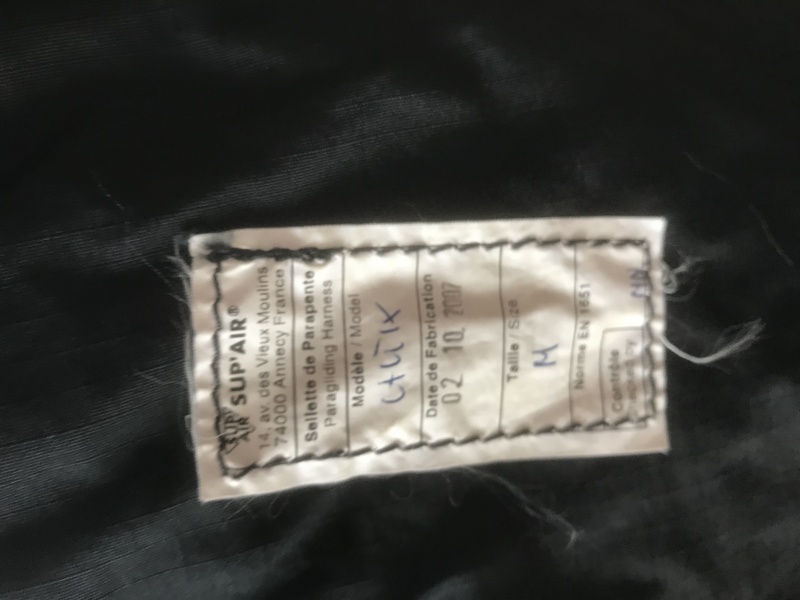 SUP'AIR®
14, av des Vieux Moulins
74000 Annecy France
Sellette de Parapente
Paragliding Harness
Modèle / Model
Date de Fabrication
02 10. 2007
Taille / Size
M
Norme EN 1651
Contrôle